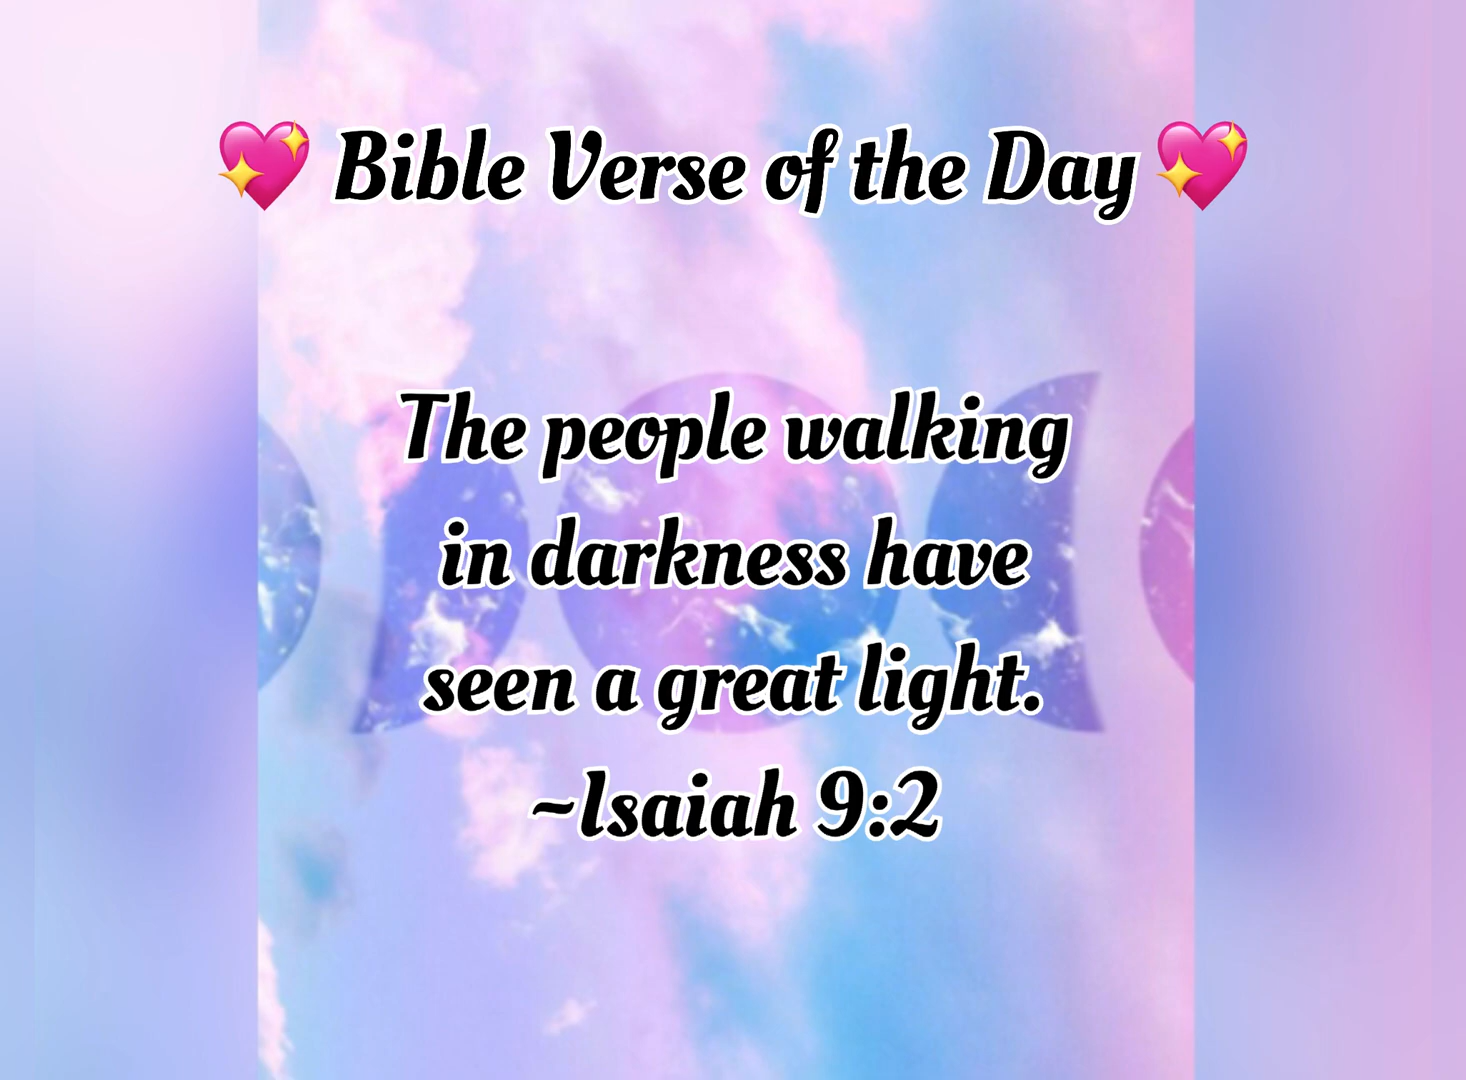 💖 Bible Verse of the Day 💖
The people walking
in darkness have
seen a great light.
~Isaiah 9:2